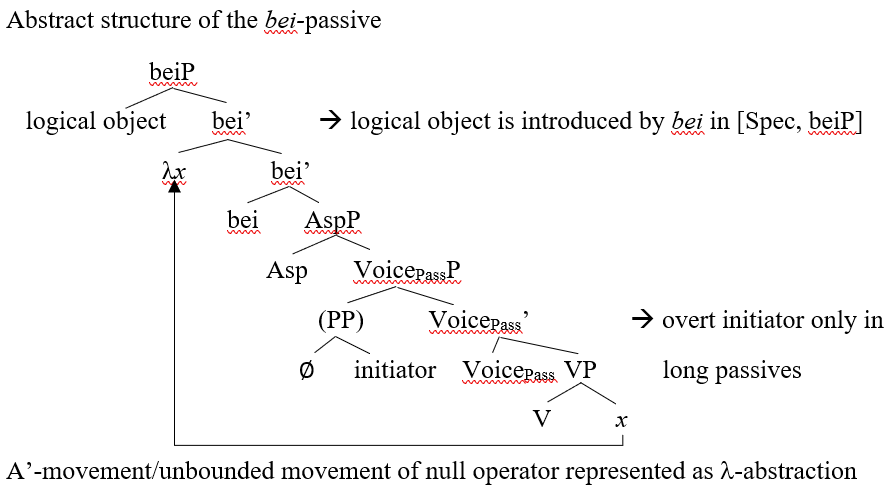 Abstract structure of the bei-passive
beiP
logical object bei’ → logical object is introduced by bei in [Spec, beiP]
λx bei’
bei AspP
Asp VoicePassP
(PP) VoicePass’ → overt initiator only in
Ø initiator VoicePass VP long passives
V x
A’-movement/unbounded movement of null operator represented as λ-abstraction